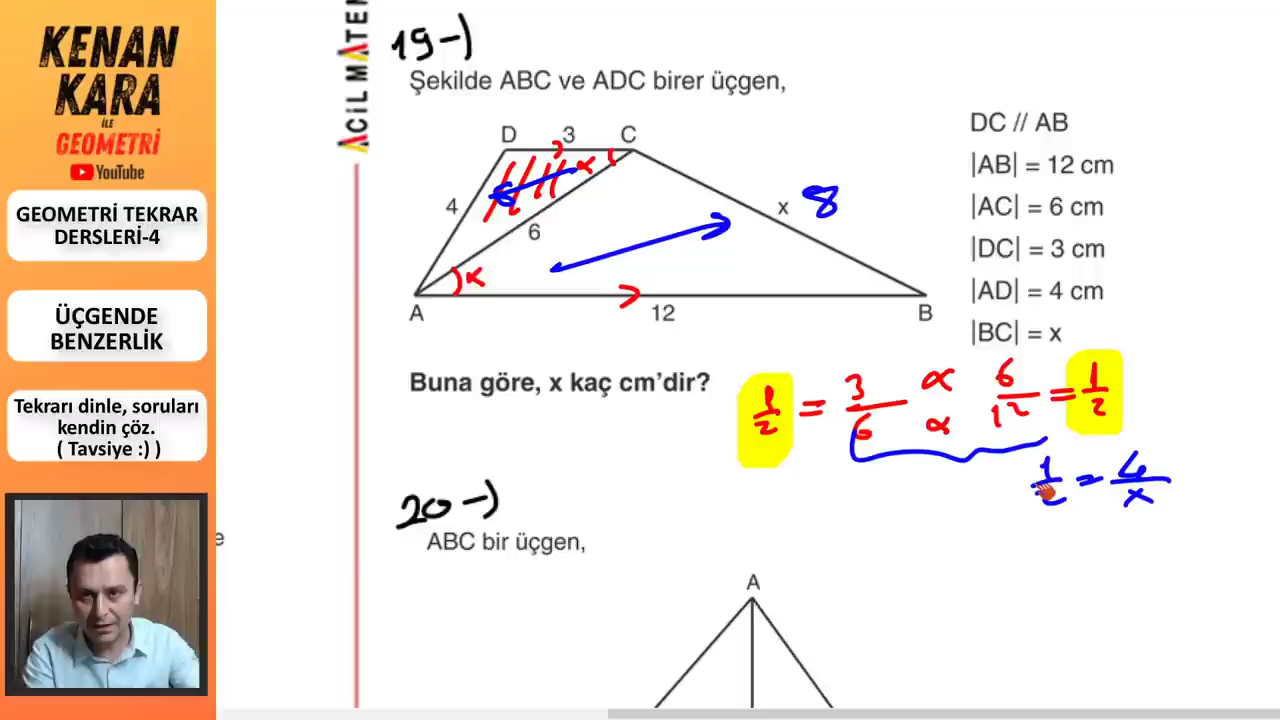 KENAN
KARA
İLE
GEOMETRİ
YouTube
GEOMETRİ TEKRAR
DERSLERİ-4
ÜÇGENDE
BENZERLİK
Tekrarı dinle, soruları
kendin çöz.
( Tavsiye :) )
ACİL MATEM
19-)
Şekilde ABC ve ADC birer üçgen,
D 3 C
α
4
6
x 8
α
A 12 B
DC // AB
|AB| = 12 cm
|AC| = 6 cm
|DC| = 3 cm
|AD| = 4 cm
|BC| = x
Buna göre, x kaç cm'dir?
1/2 = 3/6 α α 6/12 = 1/2
1/2 = 4/x
20-)
e
ABC bir üçgen,
A